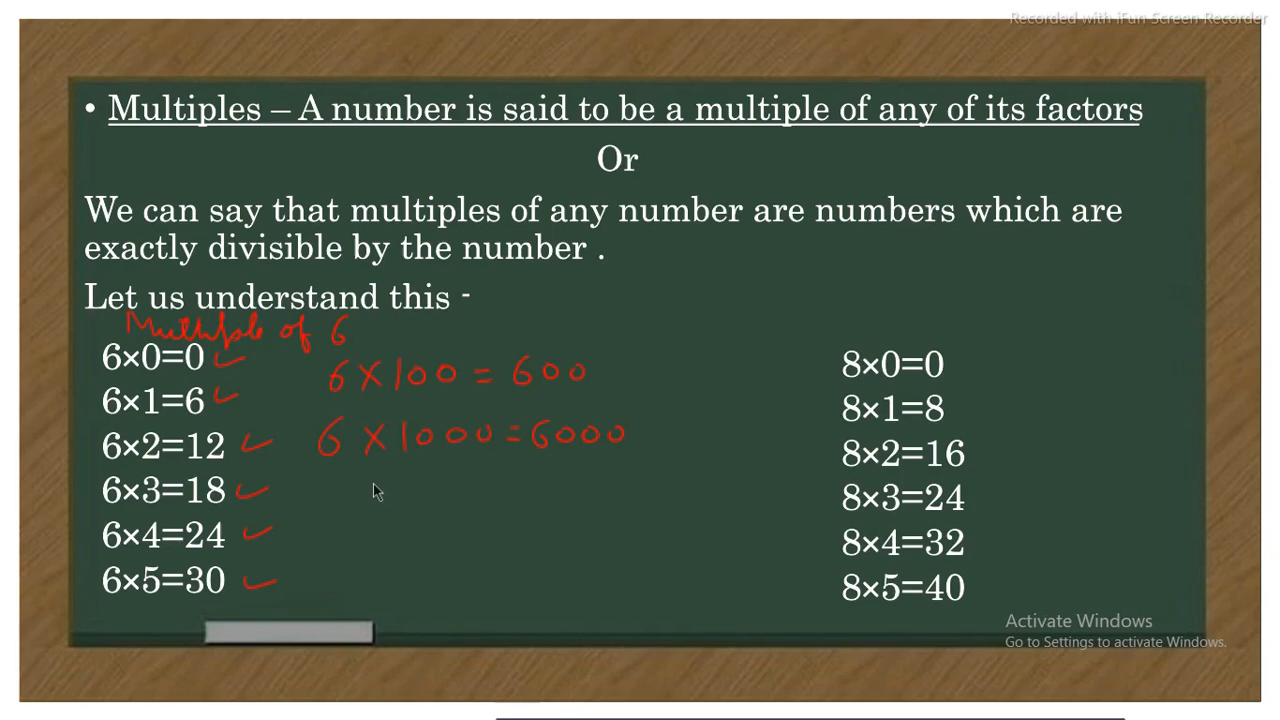 Recorded with iFun Screen Recorder
• Multiples – A number is said to be a multiple of any of its factors
Or
We can say that multiples of any number are numbers which are
exactly divisible by the number .
Let us understand this -
Multiple of 6
6×0=0 ✓
6×1=6 ✓
6×2=12 ✓
6×3=18 ✓
6×4=24 ✓
6×5=30 ✓
6 X 100 = 600
6 X 1000 = 6000
8×0=0
8×1=8
8×2=16
8×3=24
8×4=32
8×5=40
Activate Windows
Go to Settings to activate Windows.